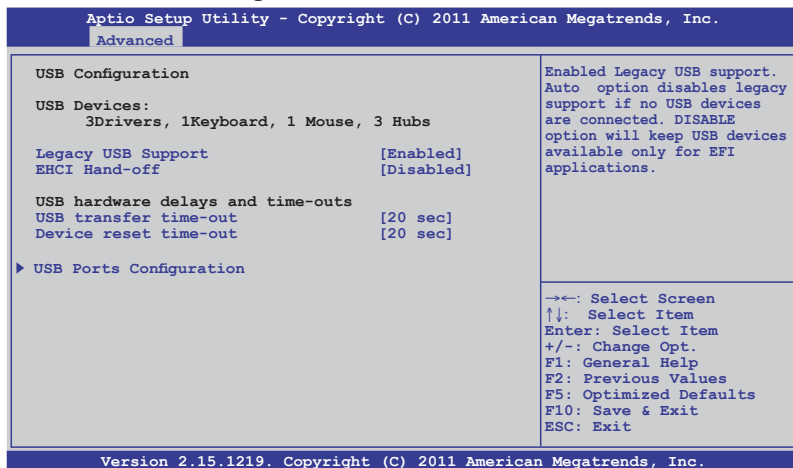 Aptio Setup Utility - Copyright (C) 2011 American Megatrends, Inc.
Advanced
USB Configuration
USB Devices:
3Drivers, 1Keyboard, 1 Mouse, 3 Hubs
Legacy USB Support [Enabled]
EHCI Hand-off [Disabled]
USB hardware delays and time-outs
USB transfer time-out [20 sec]
Device reset time-out [20 sec]
USB Ports Configuration
Enabled Legacy USB support.
Auto option disables legacy
support if no USB devices
are connected. DISABLE
option will keep USB devices
available only for EFI
applications.
→←: Select Screen
↑↓: Select Item
Enter: Select Item
+/-: Change Opt.
F1: General Help
F2: Previous Values
F5: Optimized Defaults
F10: Save & Exit
ESC: Exit
Version 2.15.1219. Copyright (C) 2011 American Megatrends, Inc.